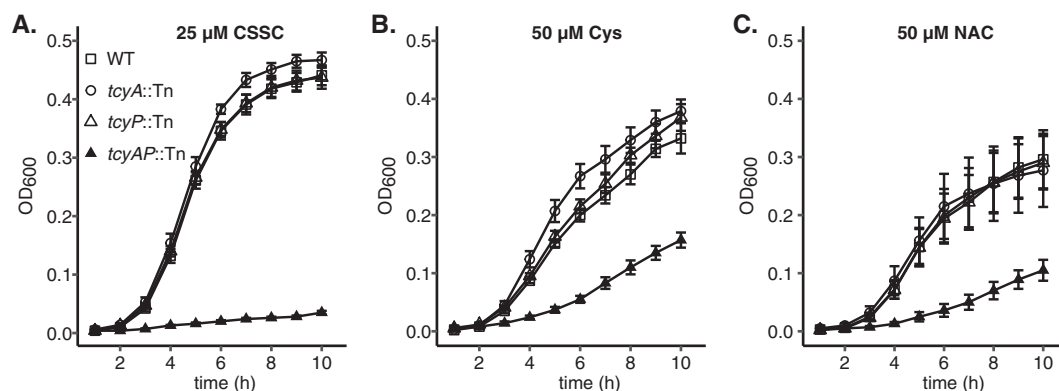 A.
25 µM CSSC
0.5
0.4
0.3
0.2
0.1
0.0
OD600
WT
tcyA::Tn
tcyP::Tn
tcyAP::Tn
2 4 6 8 10
time (h)
B.
50 µM Cys
0.5
0.4
0.3
0.2
0.1
0.0
OD600
2 4 6 8 10
time (h)
C.
50 µM NAC
0.5
0.4
0.3
0.2
0.1
0.0
OD600
2 4 6 8 10
time (h)